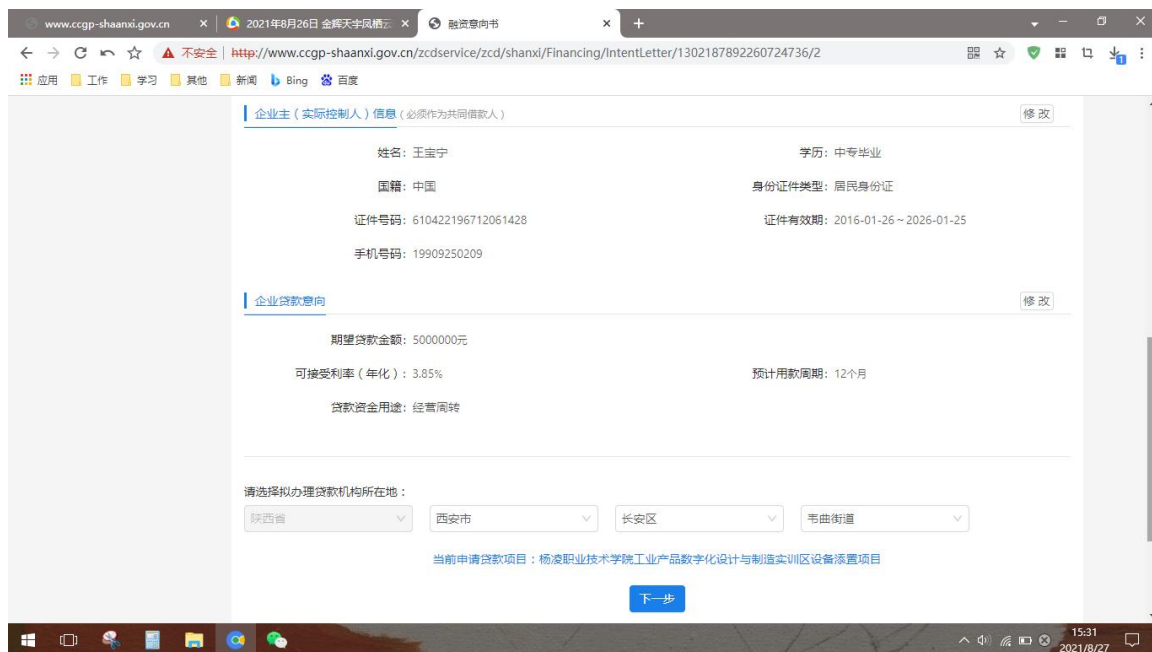 www.ccgp-shaanxi.gov.cn
2021年8月26日 金辉天宇凤栖云
融资意向书
不安全 http://www.ccgp-shaanxi.gov.cn/zcdservice/zcd/shanxi/Financing/IntentLetter/1302187892260724736/2
应用 工作 学习 其他 新闻 Bing 百度
企业主（实际控制人）信息（必须作为共同借款人） 修改
姓名：王宝宁 学历：中专毕业
国籍：中国 身份证件类型：居民身份证
证件号码：610422196712061428 证件有效期：2016-01-26～2026-01-25
手机号码：19909250209
企业贷款意向 修改
期望贷款金额：5000000元
可接受利率（年化）：3.85% 预计用款周期：12个月
贷款资金用途：经营周转
请选择拟办理贷款机构所在地：
陕西省 西安市 长安区 韦曲街道
当前申请贷款项目：杨凌职业技术学院工业产品数字化设计与制造实训区设备添置项目
下一步
15:31
2021/8/27